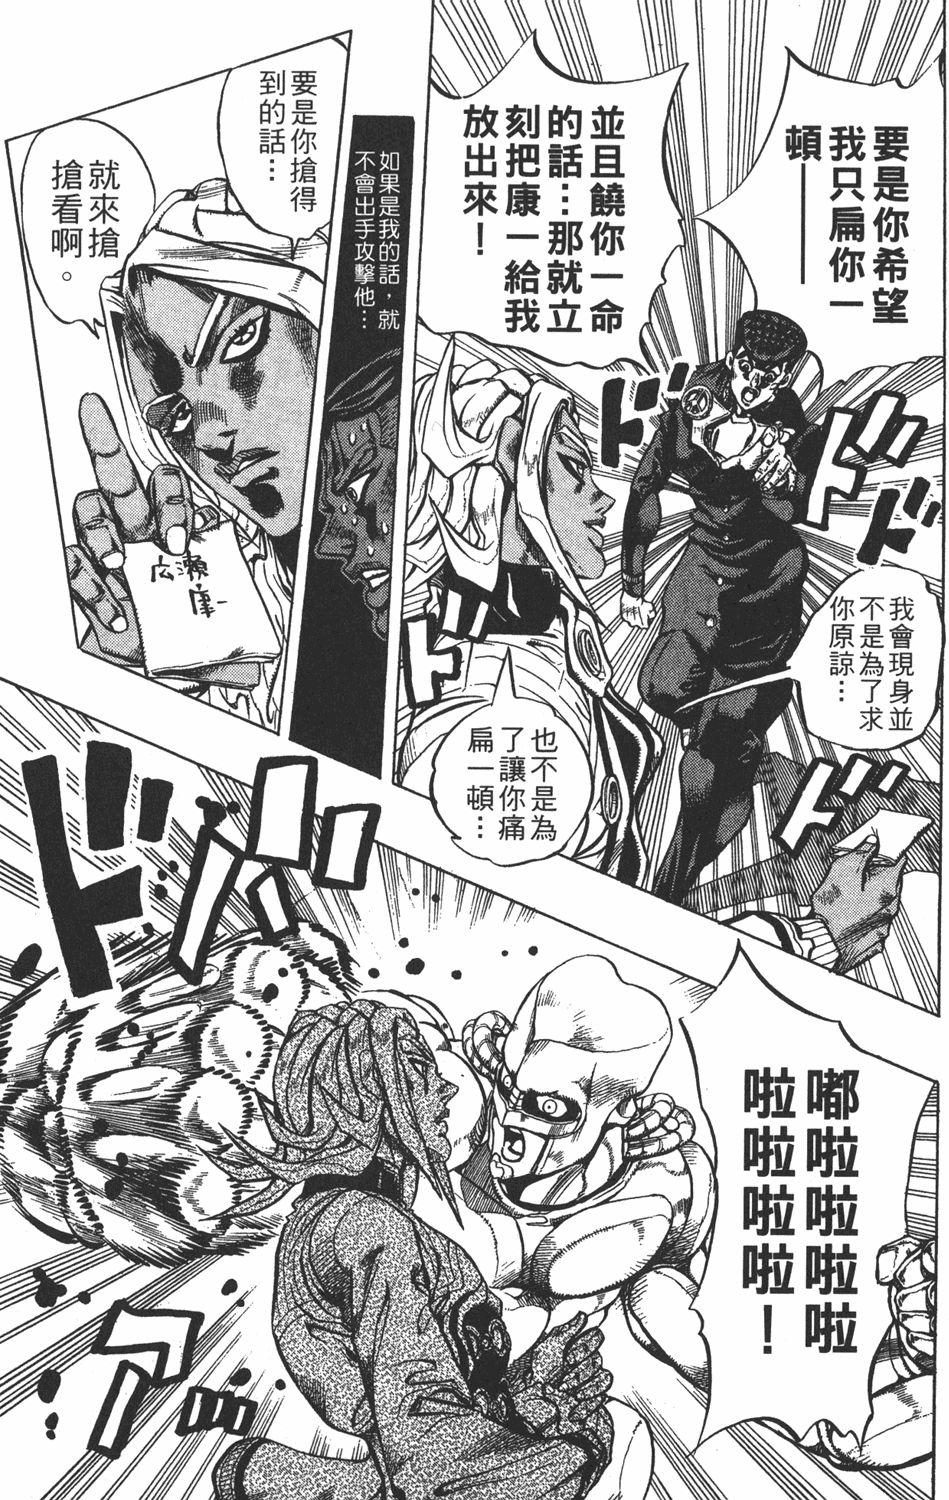 要是你希望
我只扁你一
頓——
並且饒你一命
的話…那就立
刻把康一給我
放出來！
ドドド
我會現身並
不是為了求
你原諒…
也不是為
了讓你痛
扁一頓…
ドド
ドド
如果是我的話，就
不會出手攻擊他…
要是你搶得
到的話…
就來搶
搶看啊。
広瀬
康一
嘟啦啦啦啦
啦啦啦啦！
ドバババ